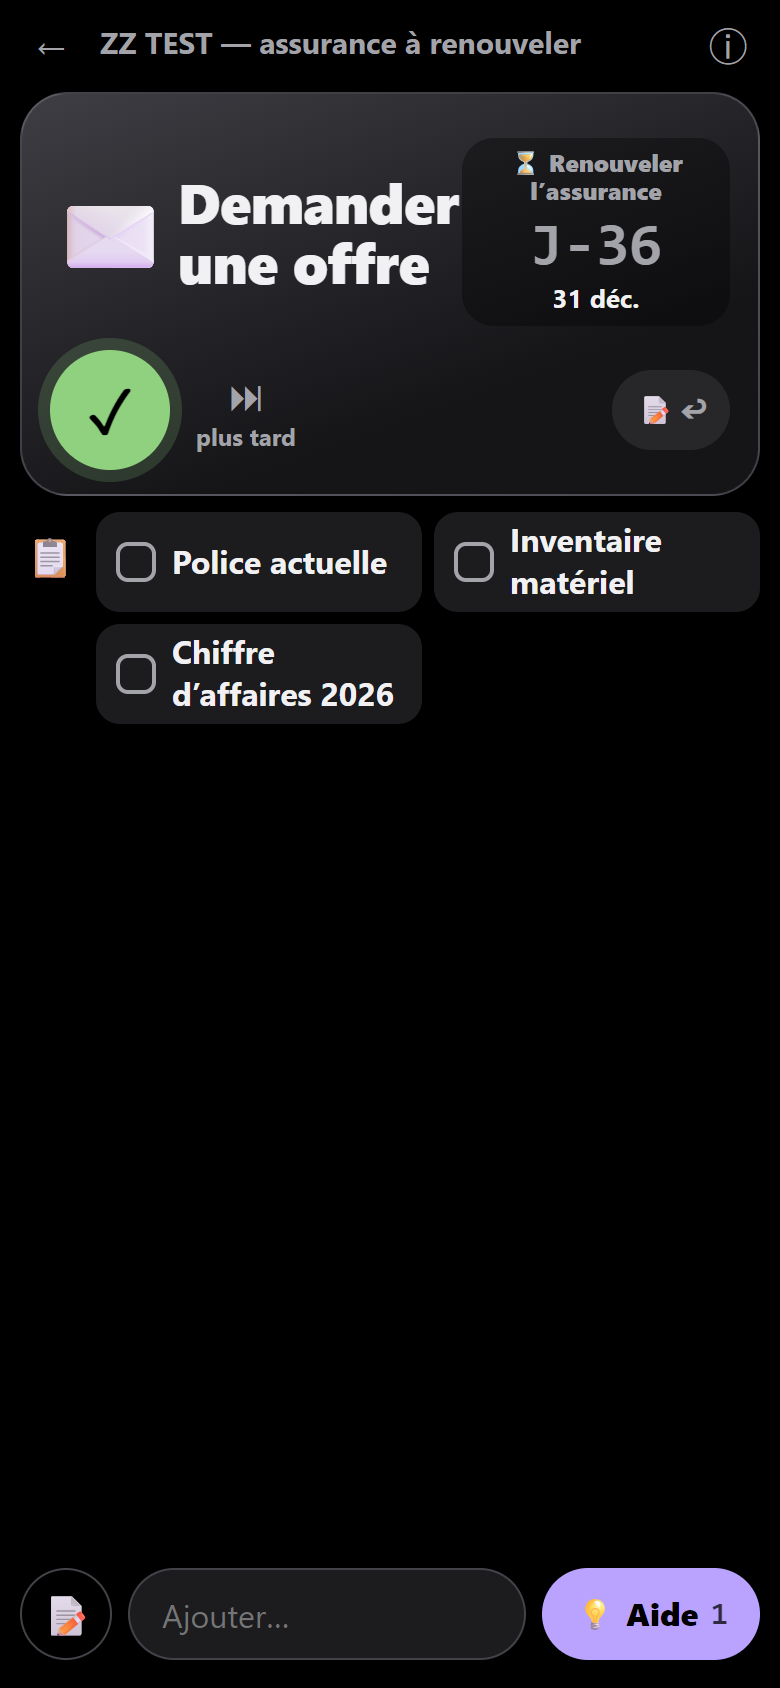 ← ZZ TEST — assurance à renouveler ⓘ
Demander
une offre
⏳ Renouveler
l’assurance
J-36
31 déc.
✓
⏭
plus tard
📝 ↩
📋
Police actuelle
Inventaire
matériel
Chiffre
d’affaires 2026
📝
Ajouter…
💡 Aide 1